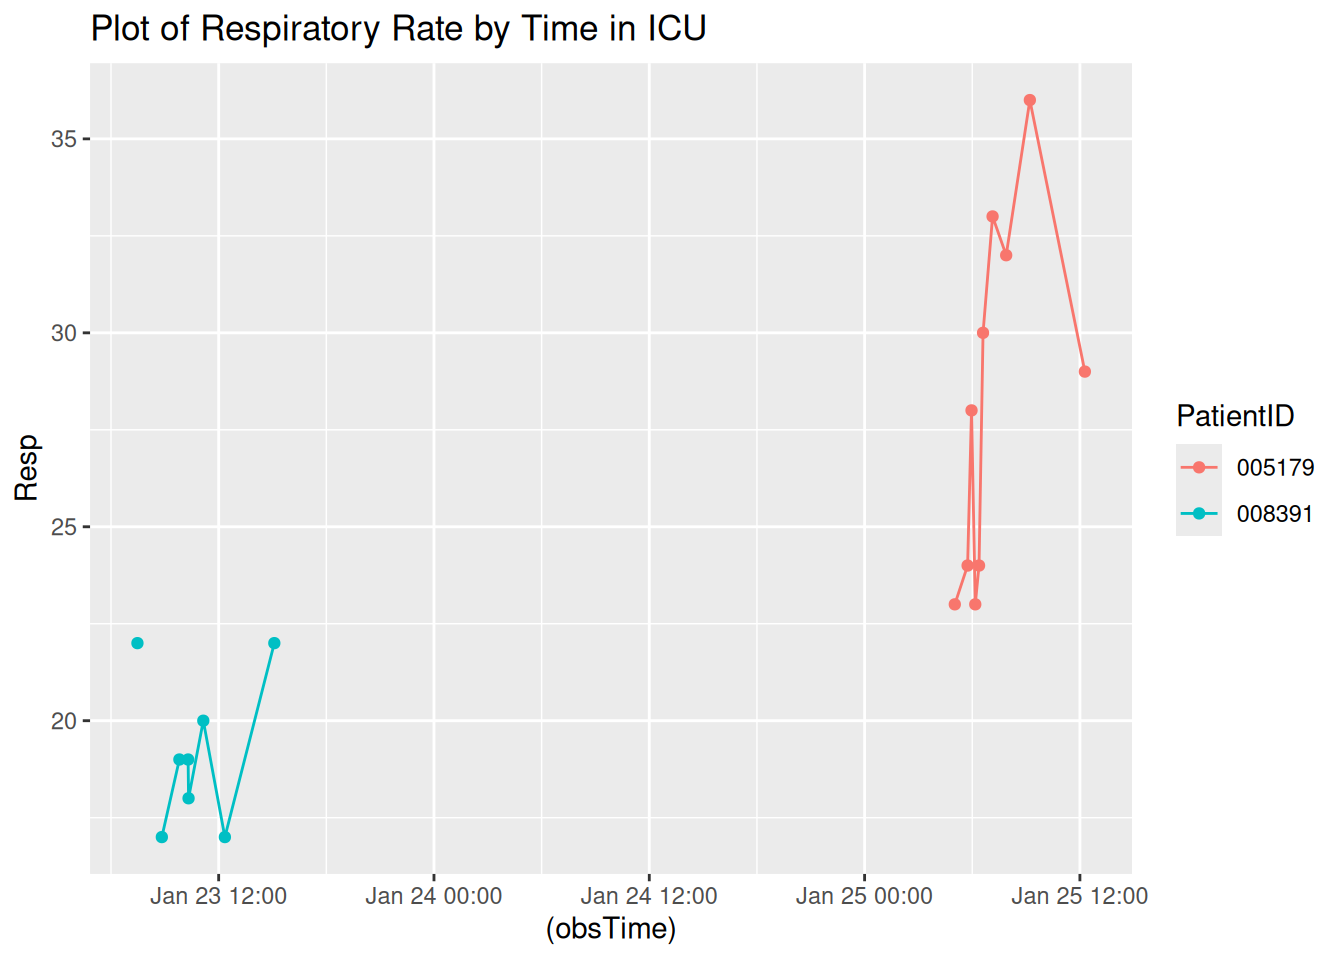 Plot of Respiratory Rate by Time in ICU
35
30
25
20
Resp
Jan 23 12:00 Jan 24 00:00 Jan 24 12:00 Jan 25 00:00 Jan 25 12:00
(obsTime)
PatientID
005179
008391